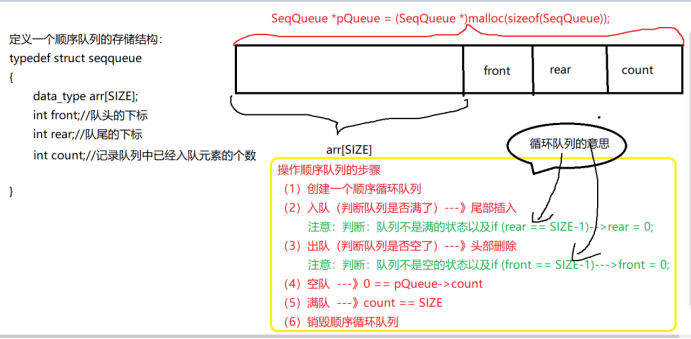 SeqQueue *pQueue = (SeqQueue *)malloc(sizeof(SeqQueue));
定义一个顺序队列的存储结构：
typedef struct seqqueue
{
data_type arr[SIZE];
int front;//队头的下标
int rear;//队尾的下标
int count;//记录队列中已经入队元素的个数
}
front rear count
arr[SIZE]
循环队列的意思
操作顺序队列的步骤
（1）创建一个顺序循环队列
（2）入队（判断队列是否满了）---》尾部插入
注意：判断：队列不是满的状态以及if (rear == SIZE-1)--->rear = 0;
（3）出队（判断队列是否空了）---》头部删除
注意：判断：队列不是空的状态以及if (front == SIZE-1)--->front = 0;
（4）空队 ---》0 == pQueue->count
（5）满队 ---》count == SIZE
（6）销毁顺序循环队列